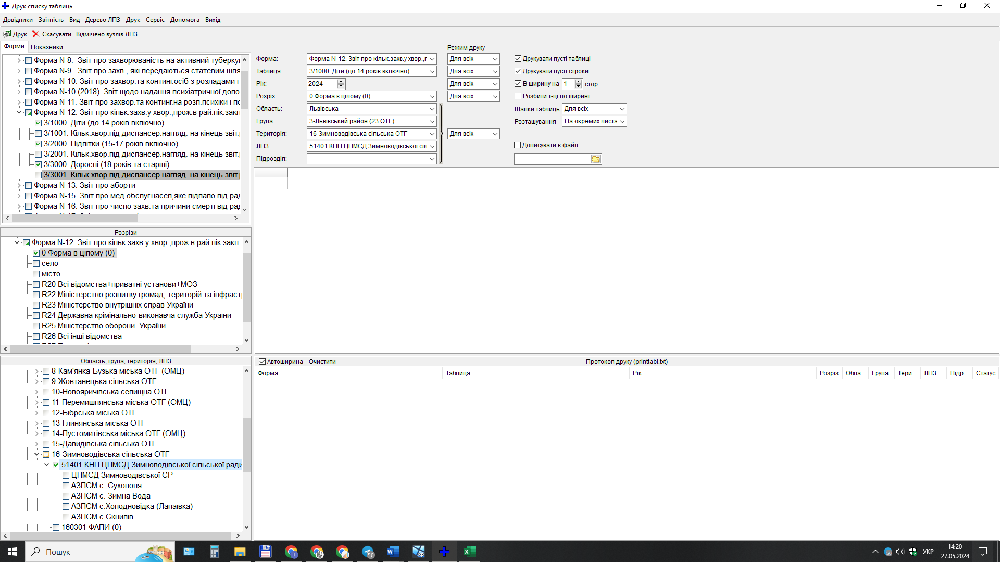 Друк списку таблиць
Довідники Звітність Вид Дерево ЛПЗ Друк Сервіс Допомога Вихід
Друк Скасувати Відмічено вузлів ЛПЗ
Форми Показники
Форма N-8. Звіт про захворюваність на активний туберкул
Форма N-9. Звіт про захв., які передаються статевим шля
Форма N-10. Звіт про захвор.та континг.осіб з розладами п
Форма N-10 (2018). Звіт щодо надання психіатричної допо
Форма N-11. Звіт про захвор.та контингн.на розл.психіки і по
Форма N-12. Звіт про кільк.захв.у хвор.,прож.в рай.лік.закл
3/1000. Діти (до 14 років включно).
3/1001. Кільк.хвор.під диспансер.нагляд. на кінець звіт.р
3/2000. Підлітки (15-17 років включно).
3/2001. Кільк.хвор.під диспансер.нагляд. на кінець звіт.р
3/3000. Дорослі (18 років та старші).
3/3001. Кільк.хвор.під диспансер.нагляд. на кінець звіт.р
Форма N-13. Звіт про аборти
Форма N-15. Звіт про мед.обслуг.насел,яке підпало під рад
Форма N-16. Звіт про число захв.та причини смерті від рад
Розрізи
Форма N-12. Звіт про кільк.захв.у хвор.,прож.в рай.лік.закл.
0 Форма в цілому (0)
село
місто
R20 Всі відомства+приватні установи+МОЗ
R22 Міністерство розвитку громад, територій та інфрастр
R23 Міністерство внутрішніх справ України
R24 Державна крімінально-виконавча служба України
R25 Міністерство оборони України
R26 Всі інші відомства
Область, група, територія, ЛПЗ
8-Кам'янка-Бузька міська ОТГ (ОМЦ)
9-Жовтанецька сільська ОТГ
10-Новояричівська селищна ОТГ
11-Перемишлянська міська ОТГ (ОМЦ)
12-Бібрська міська ОТГ
13-Глинянська міська ОТГ
14-Пустомитівська міська ОТГ (ОМЦ)
15-Давидівська сільська ОТГ
16-Зимноводівська сільська ОТГ
51401 КНП ЦПМСД Зимноводівської сільської ради
ЦПМСД Зимноводівської СР
АЗПСМ с. Суховоля
АЗПСМ с. Зимна Вода
АЗПСМ с.Холодновідка (Лапаївка)
АЗПСМ с.Скнилів
160301 ФАПИ (0)
Режим друку
Форма: Форма N-12. Звіт про кільк.захв.у хвор.,г Для всіх Друкувати пусті таблиці
Таблиця: 3/1000. Діти (до 14 років включно). Для всіх Друкувати пусті строки
Рік: 2024 Для всіх В ширину на 1 стор.
Розріз: 0 Форма в цілому (0) Для всіх Розбити т-ці по ширині
Область: Львівська Шапки таблиць Для всіх
Група: 3-Львівський район (23 ОТГ) Розташування На окремих листа
Територія: 16-Зимноводівська сільська ОТГ Для всіх
ЛПЗ: 51401 КНП ЦПМСД Зимноводівської сіл Дописувати в файл:
Підрозділ:
Автоширина Очистити Протокол друку (printtabl.txt)
Форма Таблиця Рік Розріз Обла... Група Тери... ЛПЗ Підр... Статус
Пошук
УКР 14:20
27.05.2024